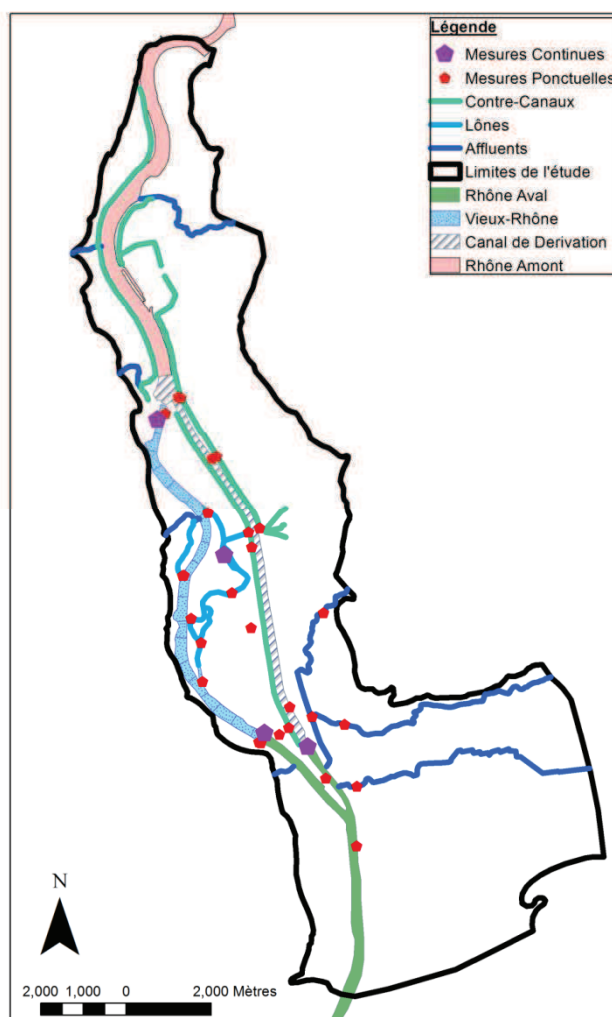 Légende
Mesures Continues
Mesures Ponctuelles
Contre-Canaux
Lônes
Affluents
Limites de l'étude
Rhône Aval
Vieux-Rhône
Canal de Derivation
Rhône Amont
N
2,000 1,000 0 2,000 Mètres